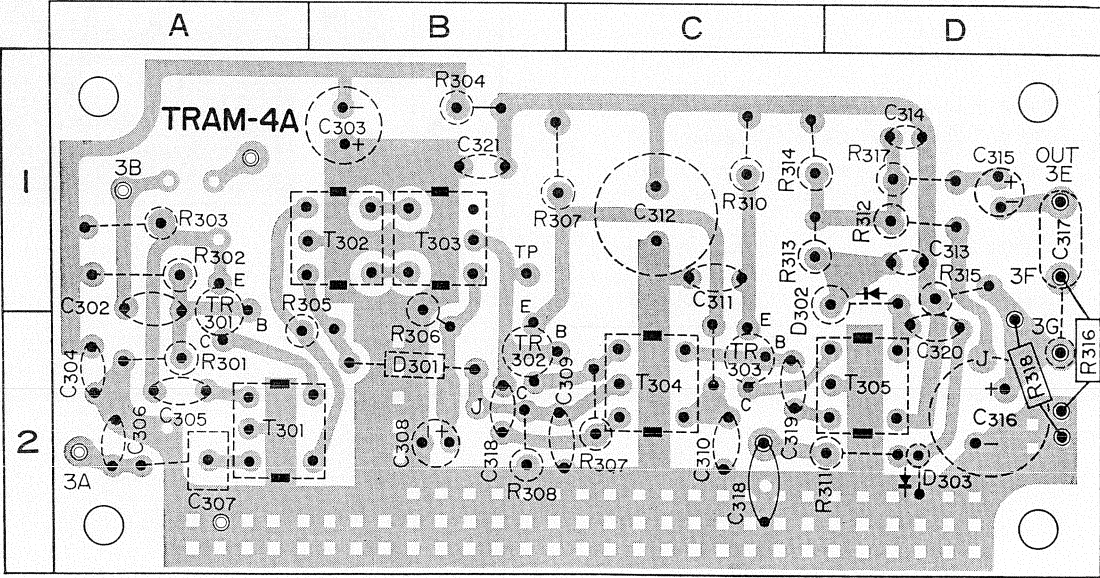 A B C D
1
2
TRAM-4A
R304
C303
+
C321
C314
R314
R317
C315
+
OUT
3E
3B
R303
R307
C312
R310
R312
C317
T302
T303
R302
E
TP
R313
C313
R315
3F
C302
TR
301
B
R305
R306
E
C311
E
D302
C
R301
TR
302
B
TR
303
B
C320
3G
R316
C304
D301
C309
T304
T305
J
R318
C305
J
C
C
+
C316
C306
T301
C308
+
C318
R307
C310
C319
3A
C307
R308
C318
R311
D303